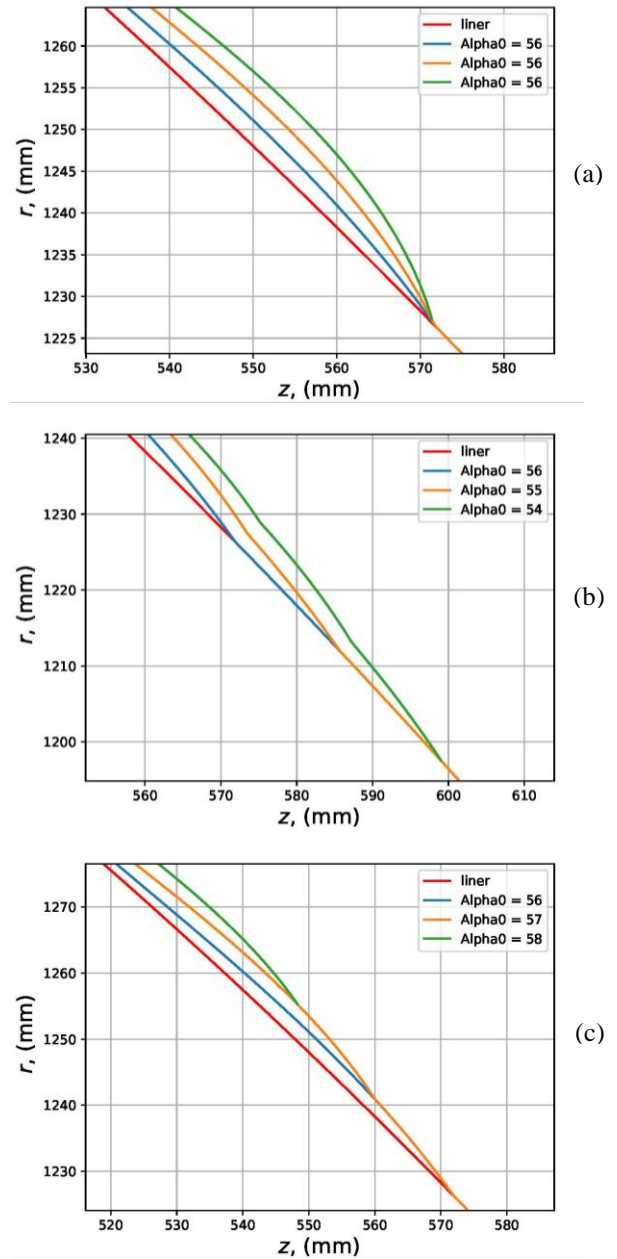 1260
1255
1250
1245
1240
1235
1230
1225
r, (mm)
530 540 550 560 570 580
z, (mm)
liner
Alpha0 = 56
Alpha0 = 56
Alpha0 = 56
(a)
1240
1230
1220
1210
1200
r, (mm)
560 570 580 590 600 610
z, (mm)
liner
Alpha0 = 56
Alpha0 = 55
Alpha0 = 54
(b)
1270
1260
1250
1240
1230
r, (mm)
520 530 540 550 560 570 580
z, (mm)
liner
Alpha0 = 56
Alpha0 = 57
Alpha0 = 58
(c)